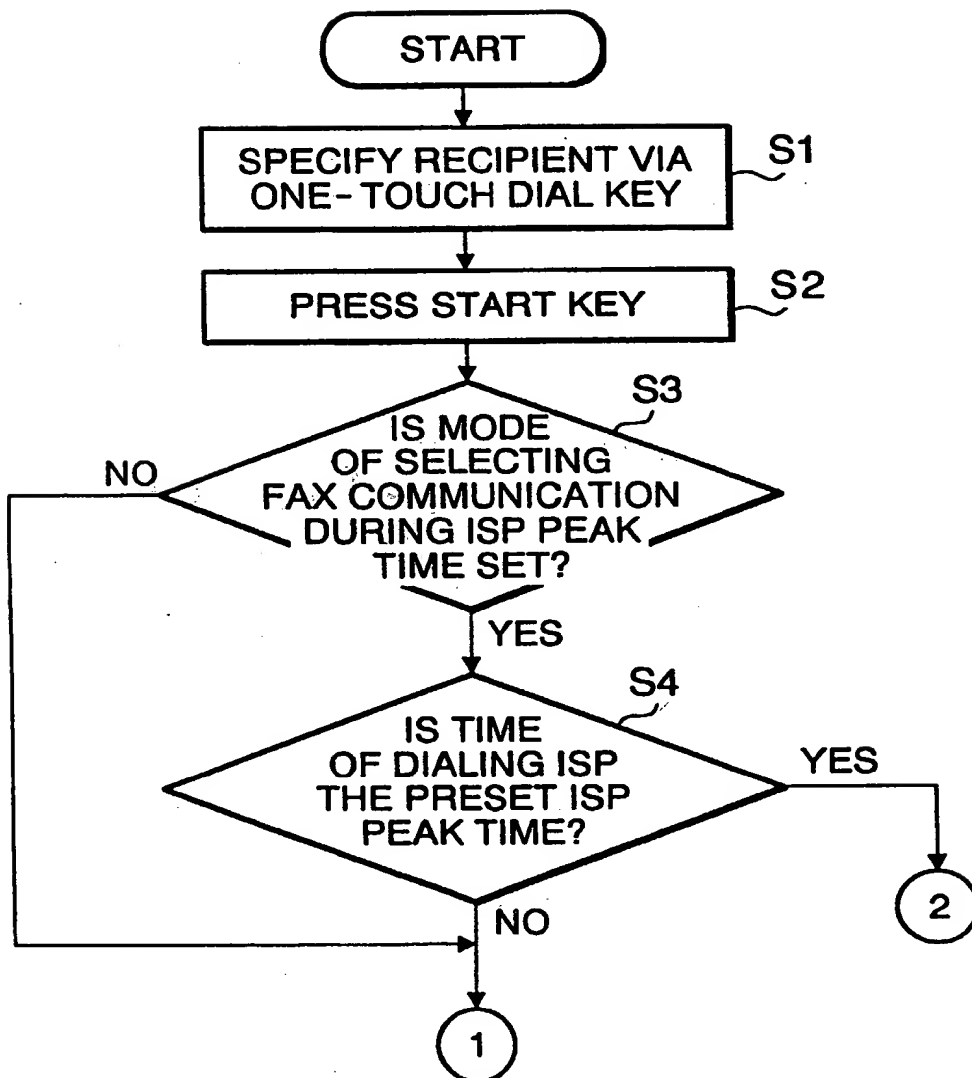 START
SPECIFY RECIPIENT VIA
ONE-TOUCH DIAL KEY
S1
PRESS START KEY
S2
S3
IS MODE
OF SELECTING
FAX COMMUNICATION
DURING ISP PEAK
TIME SET?
NO
YES
S4
IS TIME
OF DIALING ISP
THE PRESET ISP
PEAK TIME?
YES
2
NO
1